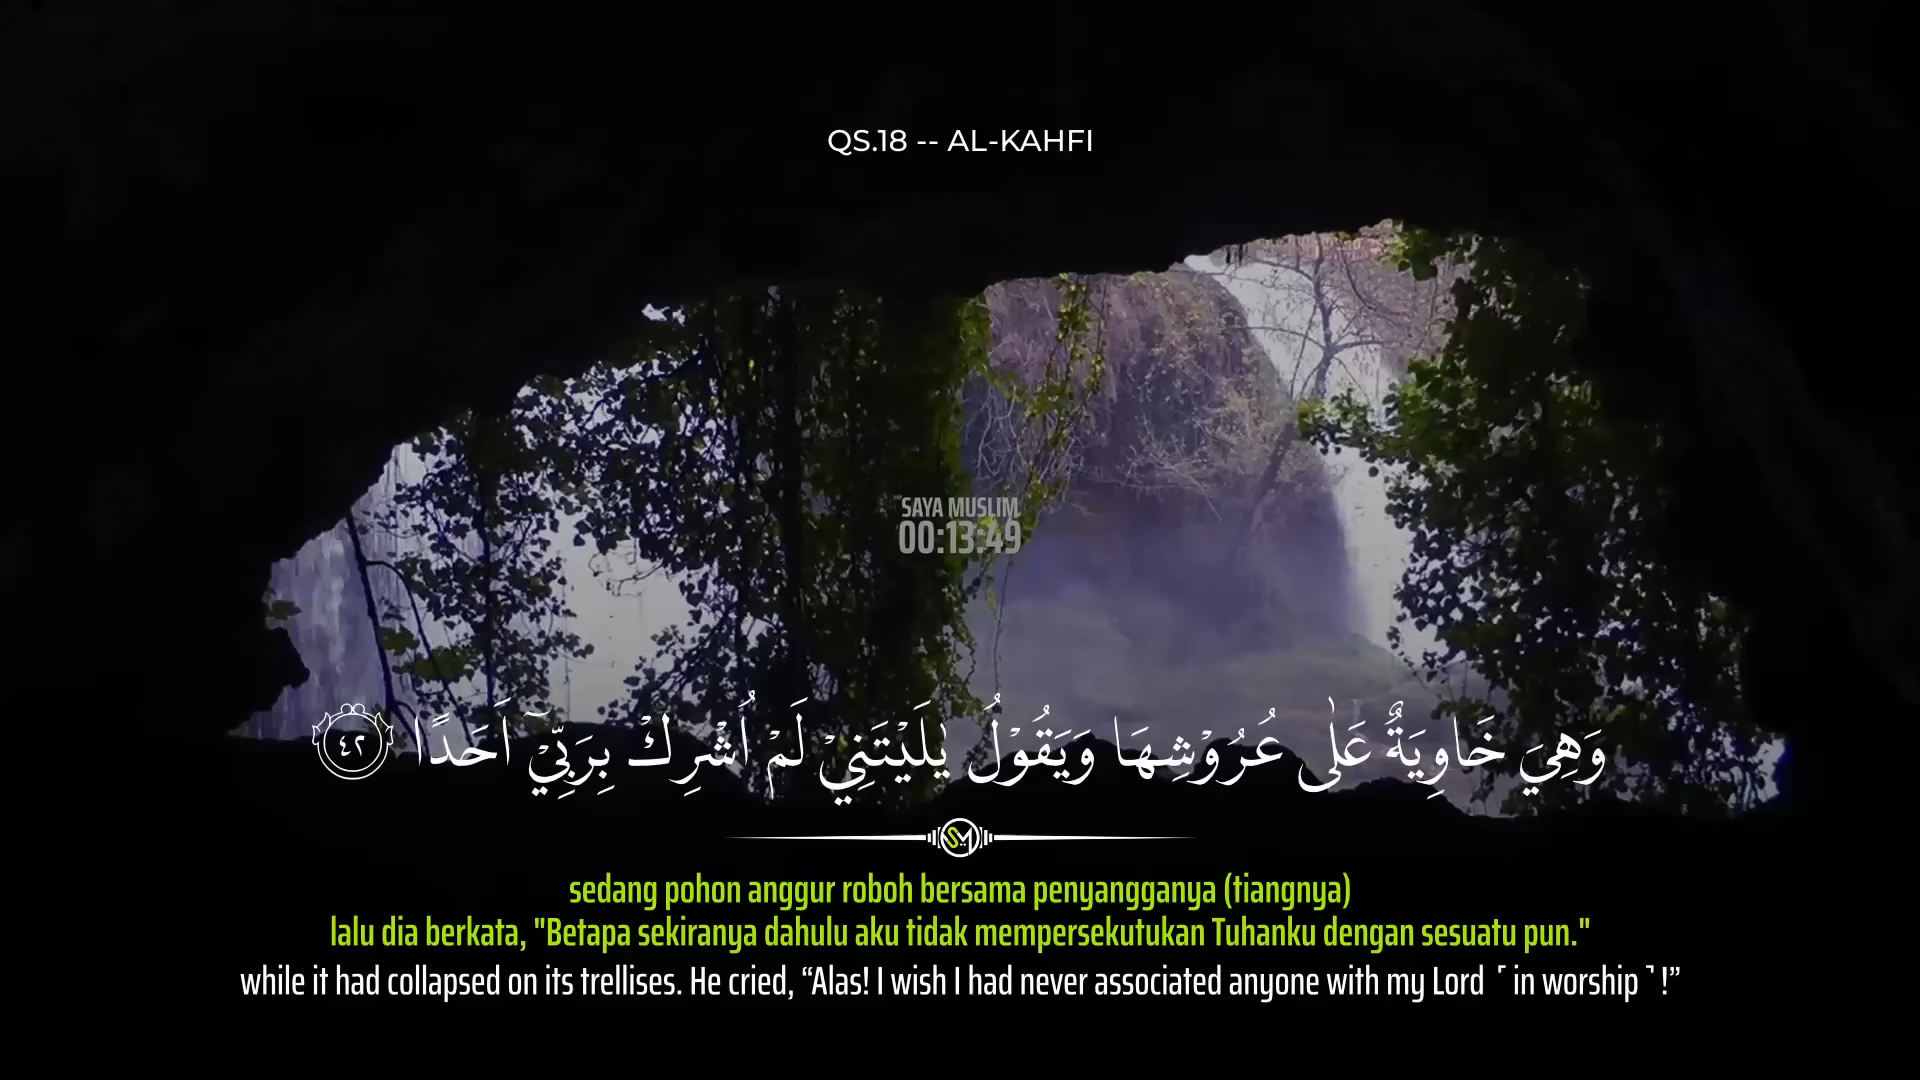 QS.18 -- AL-KAHFI
SAYA MUSLIM
00:13:49
وَهِيَ خَاوِيَةٌ عَلٰى عُرُوْشِهَا وَيَقُوْلُ يٰلَيْتَنِيْ لَمْ اُشْرِكْ بِرَبِّيْٓ اَحَدًا ٤٢
SM
sedang pohon anggur roboh bersama penyangganya (tiangnya)
lalu dia berkata, "Betapa sekiranya dahulu aku tidak mempersekutukan Tuhanku dengan sesuatu pun."
while it had collapsed on its trellises. He cried, “Alas! I wish I had never associated anyone with my Lord ˹in worship˺!”